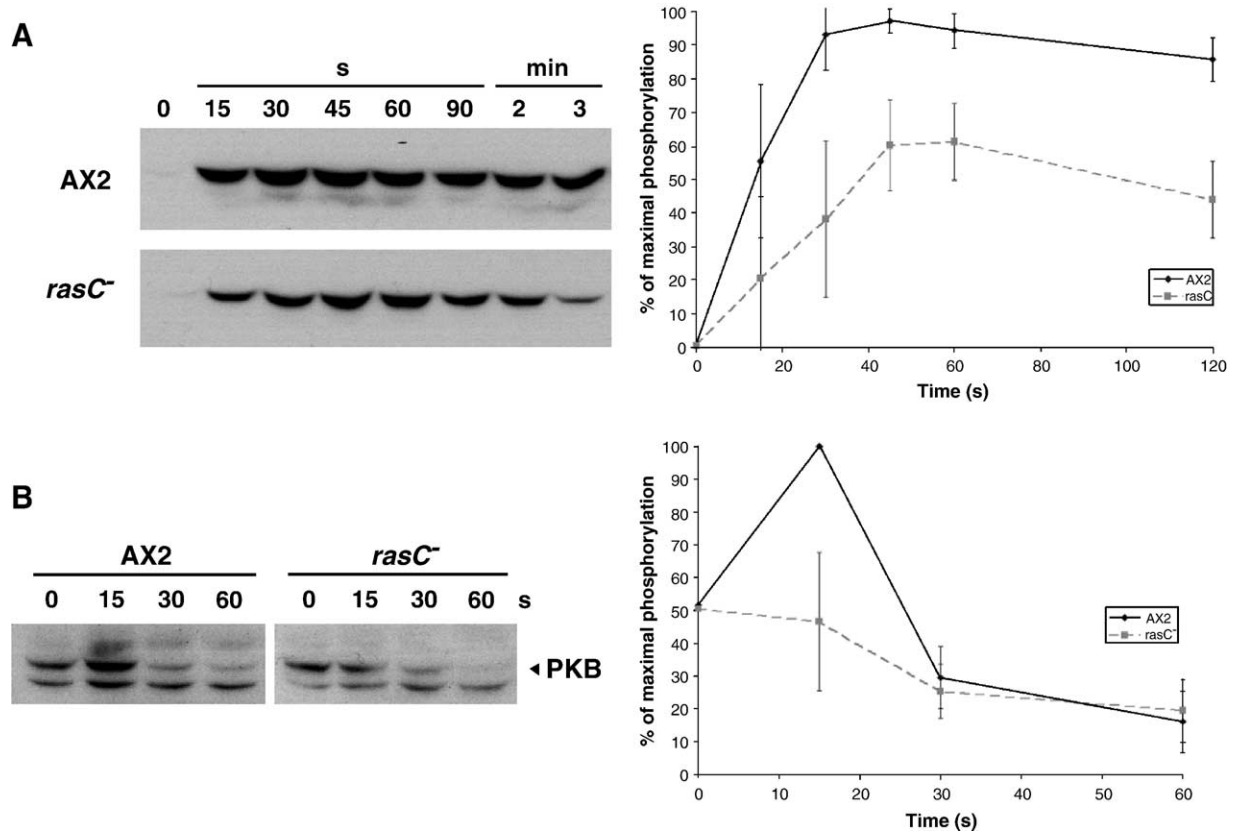 A
s min
0 15 30 45 60 90 2 3
AX2
rasC-
% of maximal phosphorylation
100
90
80
70
60
50
40
30
20
10
0
0 20 40 60 80 100 120
Time (s)
AX2
rasC
B
AX2 rasC-
0 15 30 60 0 15 30 60 s
PKB
% of maximal phosphorylation
100
90
80
70
60
50
40
30
20
10
0
0 10 20 30 40 50 60
Time (s)
AX2
rasC-